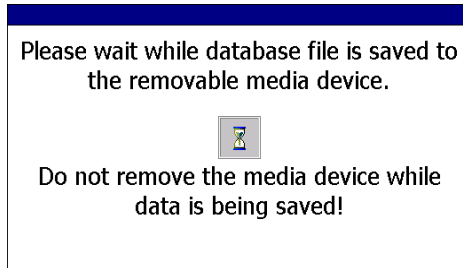 Please wait while database file is saved to
the removable media device.
Do not remove the media device while
data is being saved!